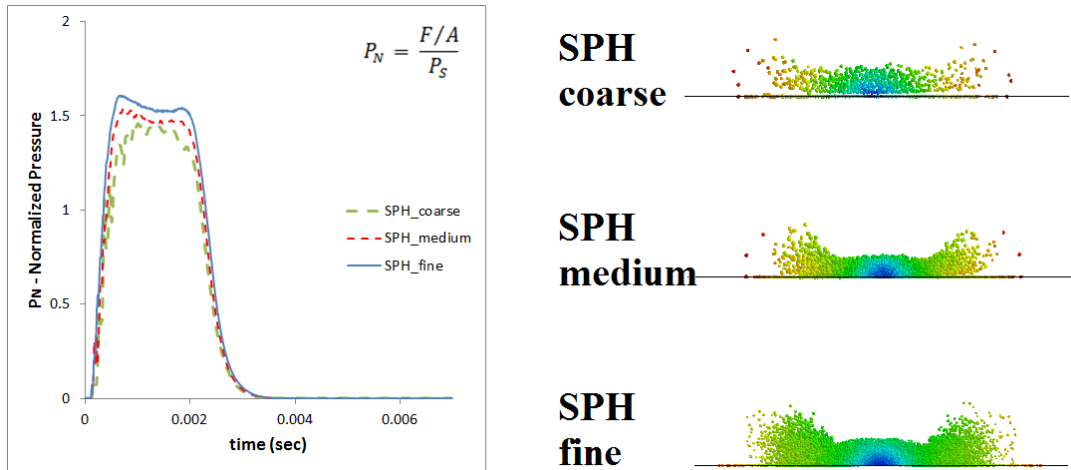 2
1.5
1
0.5
0
0
0.002
0.004
0.006
PN - Normalized Pressure
time (sec)
P_N = \frac{F/A}{P_S}
SPH_coarse
SPH_medium
SPH_fine
SPH
coarse
SPH
medium
SPH
fine